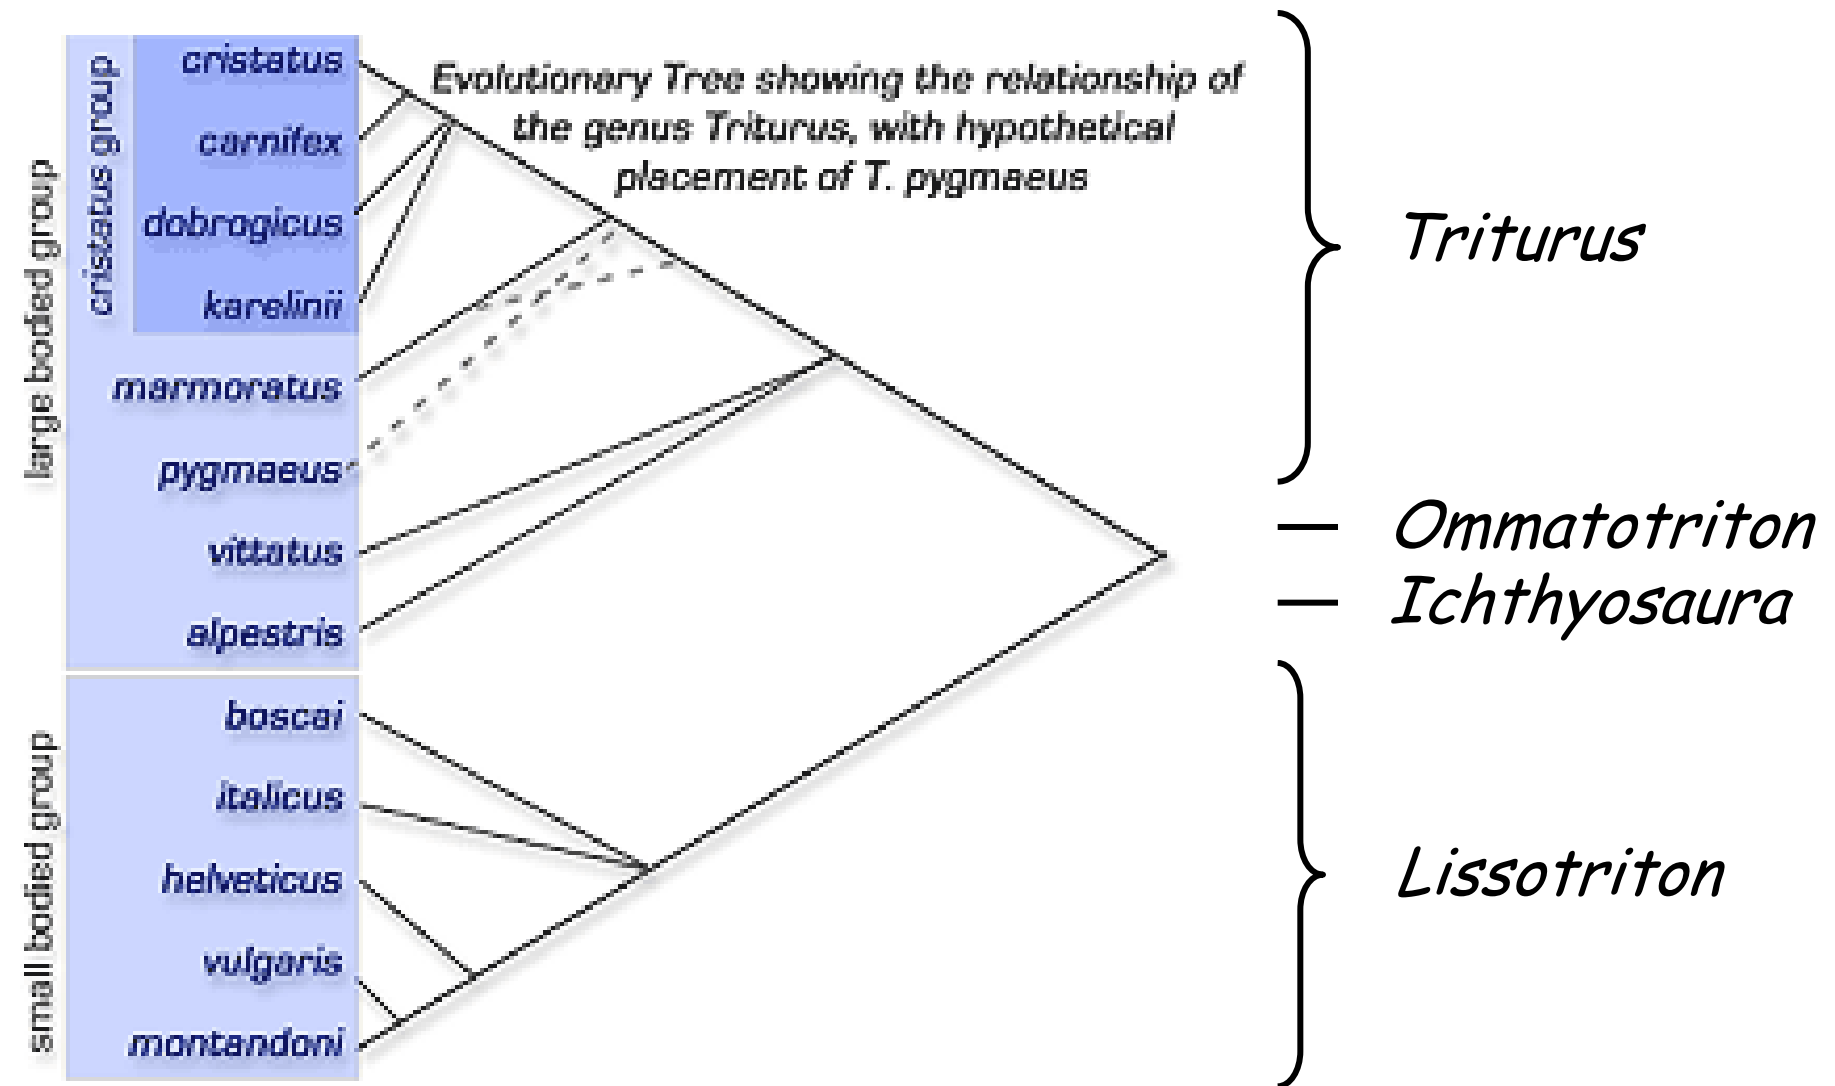 Evolutionary Tree showing the relationship of
the genus Triturus, with hypothetical
placement of T. pygmaeus
large bodied group
cristatus group
cristatus
carnifex
dobrogicus
karelinii
marmoratus
pygmaeus
vittatus
alpestris
small bodied group
boscai
italicus
helveticus
vulgaris
montandoni
Triturus
Ommatotriton
Ichthyosaura
Lissotriton